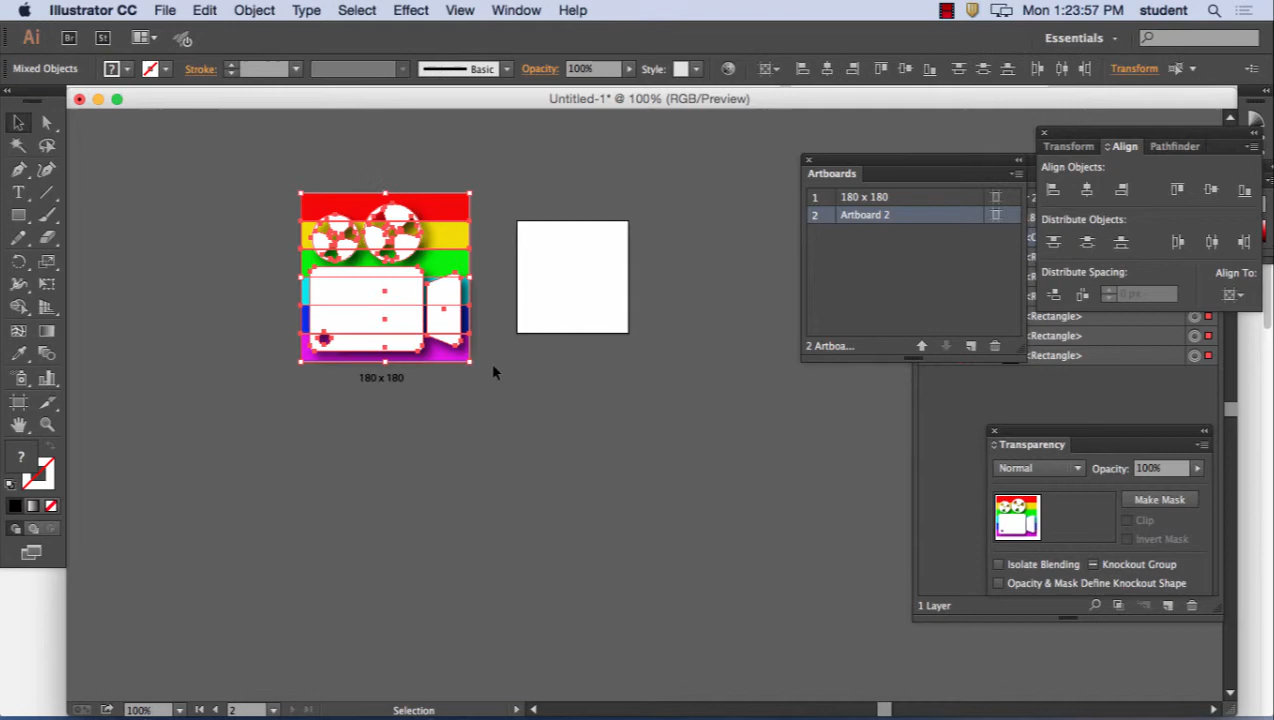 Illustrator CC File Edit Object Type Select Effect View Window Help Mon 1:23:57 PM student
Ai Br St Essentials
Mixed Objects ? Stroke: Basic Opacity: 100% Style: Transform
Untitled-1* @ 100% (RGB/Preview)
Transform Align Pathfinder
Align Objects:
Distribute Objects:
Distribute Spacing: Align To:
0 px
Artboards
1 180 x 180
2 Artboard 2
2 Artboa...
<Rectangle>
<Rectangle>
<Rectangle>
180 x 180
T
?
Transparency
Normal Opacity: 100%
Make Mask
Clip
Invert Mask
Isolate Blending Knockout Group
Opacity & Mask Define Knockout Shape
1 Layer
100% 2 Selection